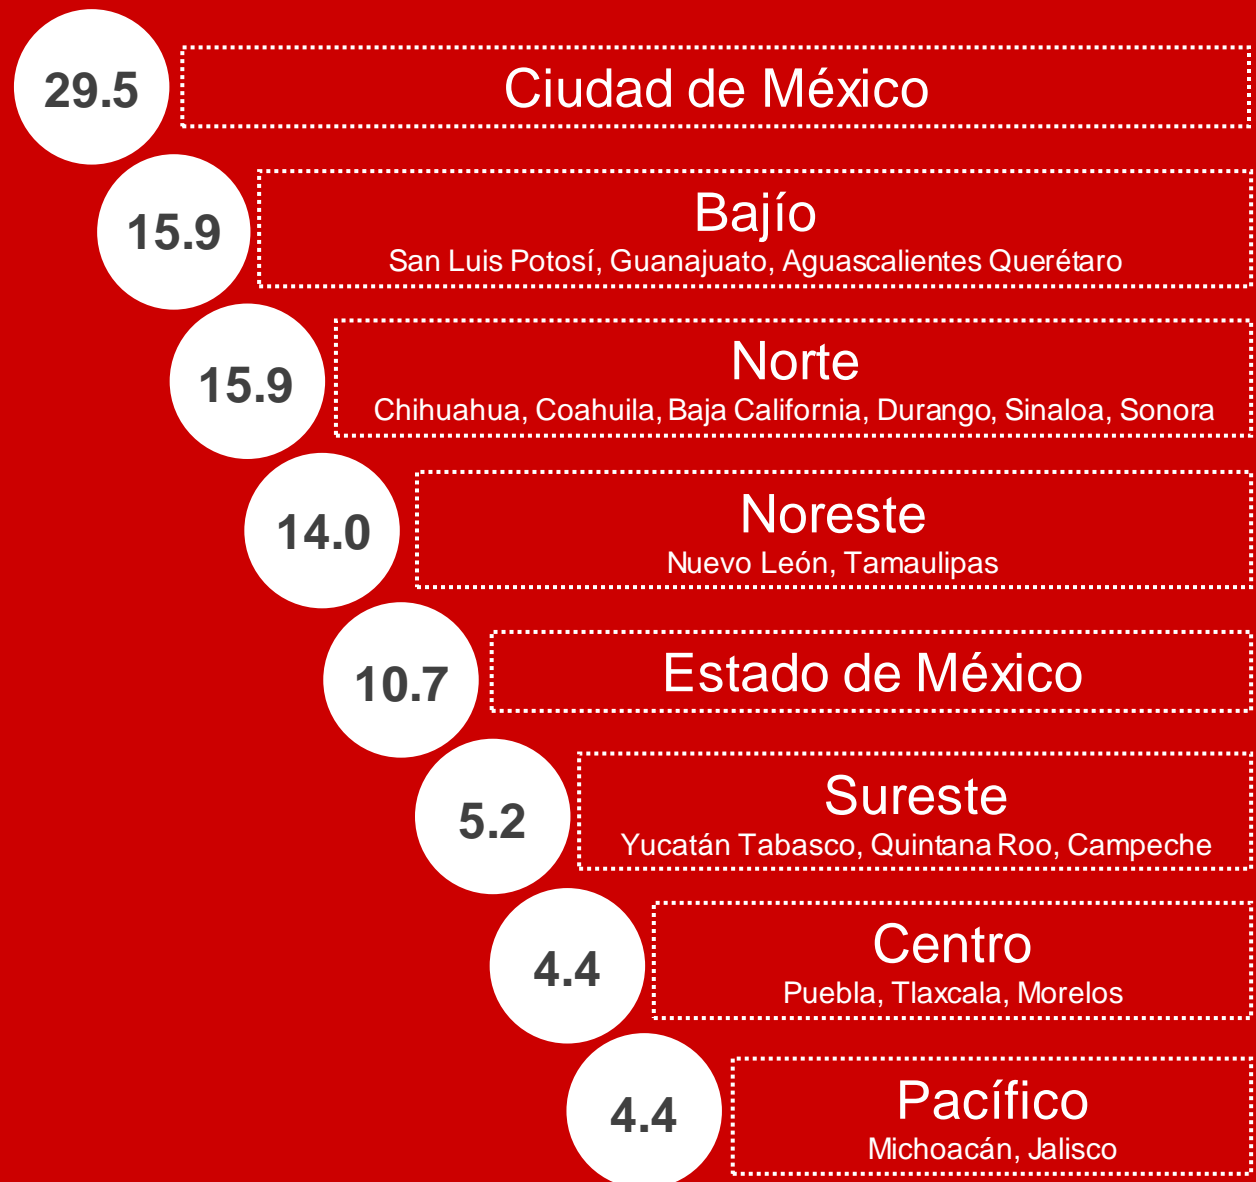 29.5
Ciudad de México
15.9
Bajío
San Luis Potosí, Guanajuato, Aguascalientes Querétaro
15.9
Norte
Chihuahua, Coahuila, Baja California, Durango, Sinaloa, Sonora
14.0
Noreste
Nuevo León, Tamaulipas
10.7
Estado de México
5.2
Sureste
Yucatán Tabasco, Quintana Roo, Campeche
4.4
Centro
Puebla, Tlaxcala, Morelos
4.4
Pacífico
Michoacán, Jalisco